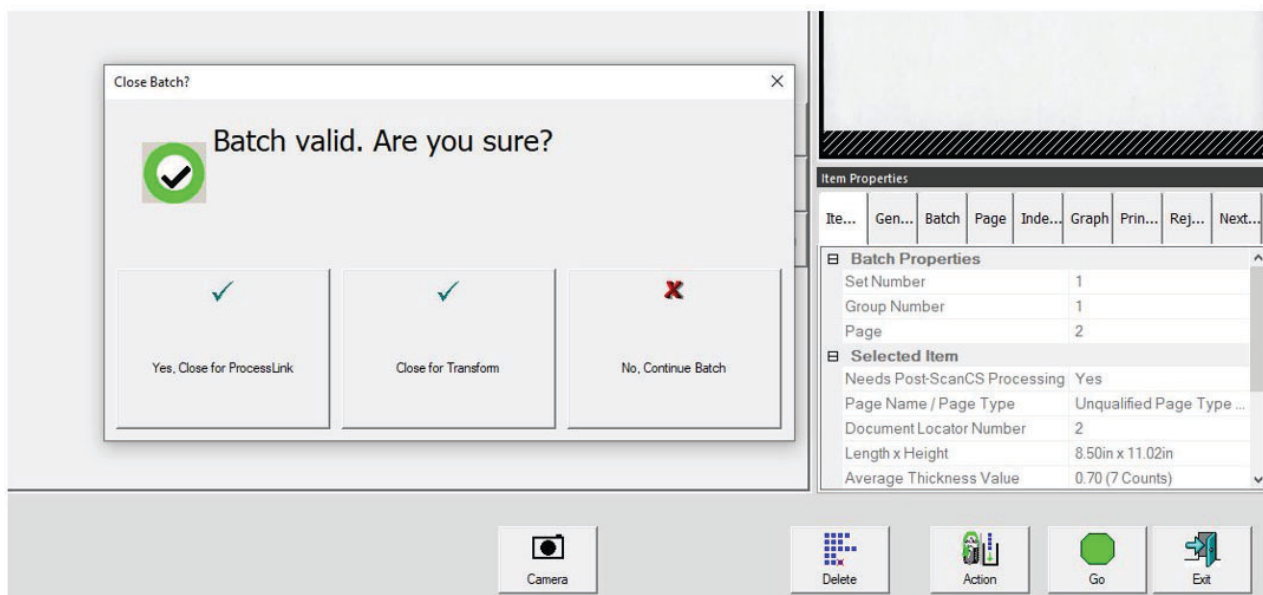 Close Batch?
Batch valid. Are you sure?
Yes, Close for ProcessLink
Close for Transform
No, Continue Batch
Item Properties
Ite... Gen... Batch Page Inde... Graph Prin... Rej... Next...
Batch Properties
Set Number 1
Group Number 1
Page 2
Selected Item
Needs Post-ScanCS Processing Yes
Page Name / Page Type Unqualified Page Type ...
Document Locator Number 2
Length x Height 8.50in x 11.02in
Average Thickness Value 0.70 (7 Counts)
Camera
Delete
Action
Go
Exit